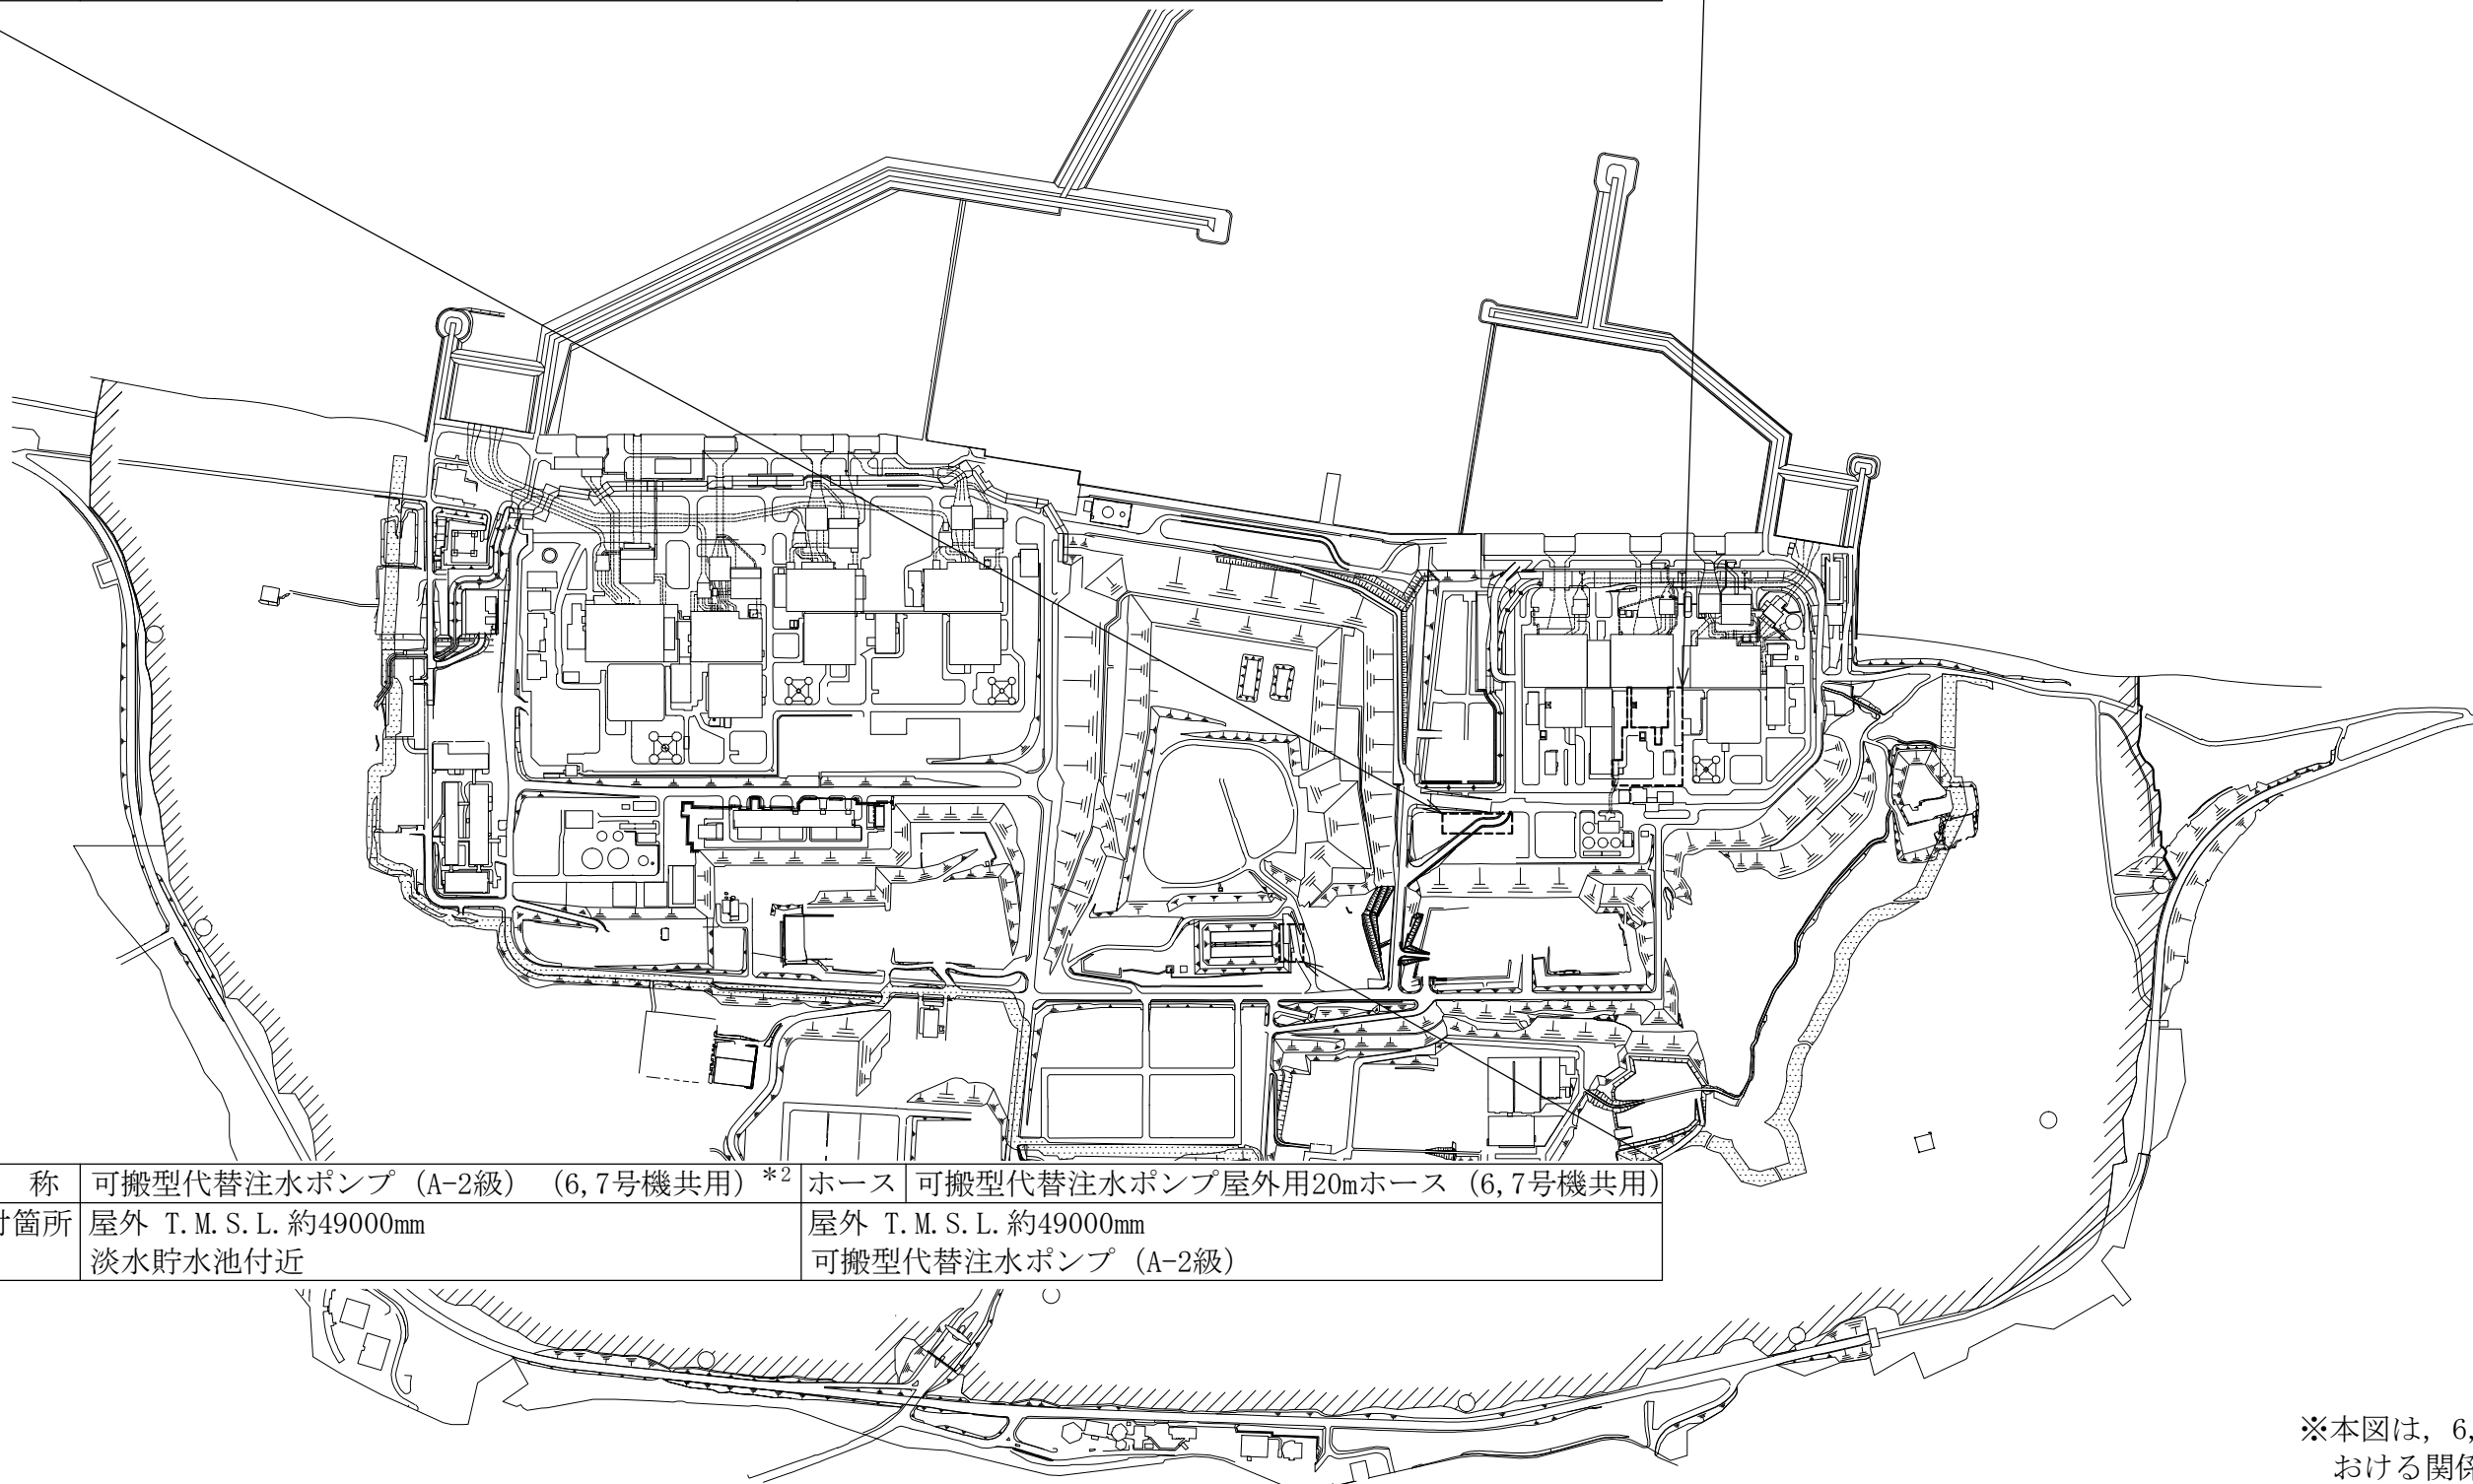 称 可搬型代替注水ポンプ (A-2級) (6,7号機共用)*2 ホース 可搬型代替注水ポンプ屋外用20mホース (6,7号機共用)
付箇所 屋外 T.M.S.L.約49000mm 屋外 T.M.S.L.約49000mm
淡水貯水池付近 可搬型代替注水ポンプ (A-2級)
※本図は, 6,
おける関係